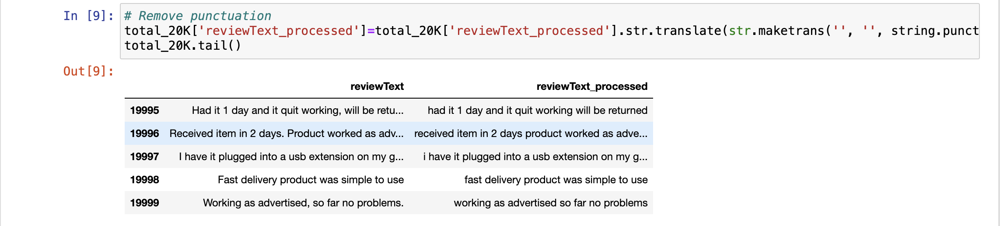 In [9]: # Remove punctuation
total_20K['reviewText_processed']=total_20K['reviewText_processed'].str.translate(str.maketrans('', '', string.punct
total_20K.tail()
Out[9]:
reviewText reviewText_processed
19995 Had it 1 day and it quit working, will be retu... had it 1 day and it quit working will be returned
19996 Received item in 2 days. Product worked as adv... received item in 2 days product worked as adve...
19997 I have it plugged into a usb extension on my g... i have it plugged into a usb extension on my g...
19998 Fast delivery product was simple to use fast delivery product was simple to use
19999 Working as advertised, so far no problems. working as advertised so far no problems